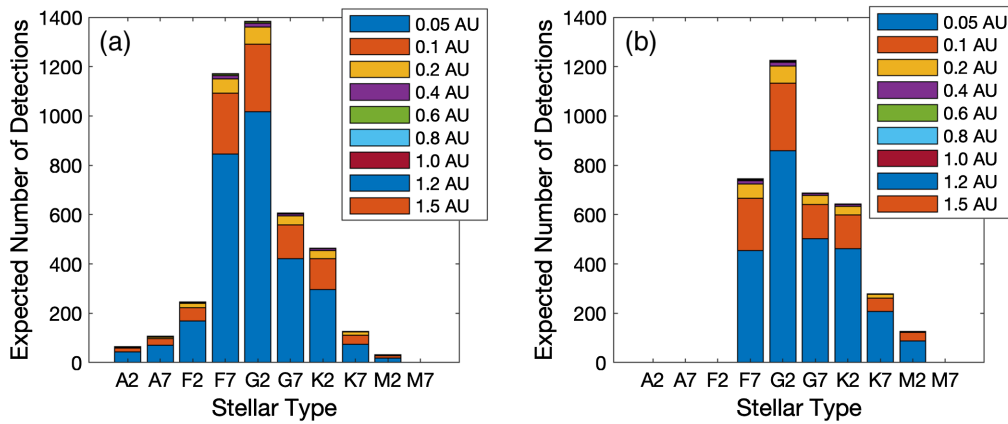 (a)
Expected Number of Detections
1400
1200
1000
800
600
400
200
0
A2 A7 F2 F7 G2 G7 K2 K7 M2 M7
Stellar Type
0.05 AU
0.1 AU
0.2 AU
0.4 AU
0.6 AU
0.8 AU
1.0 AU
1.2 AU
1.5 AU
(b)
Expected Number of Detections
1400
1200
1000
800
600
400
200
0
A2 A7 F2 F7 G2 G7 K2 K7 M2 M7
Stellar Type
0.05 AU
0.1 AU
0.2 AU
0.4 AU
0.6 AU
0.8 AU
1.0 AU
1.2 AU
1.5 AU